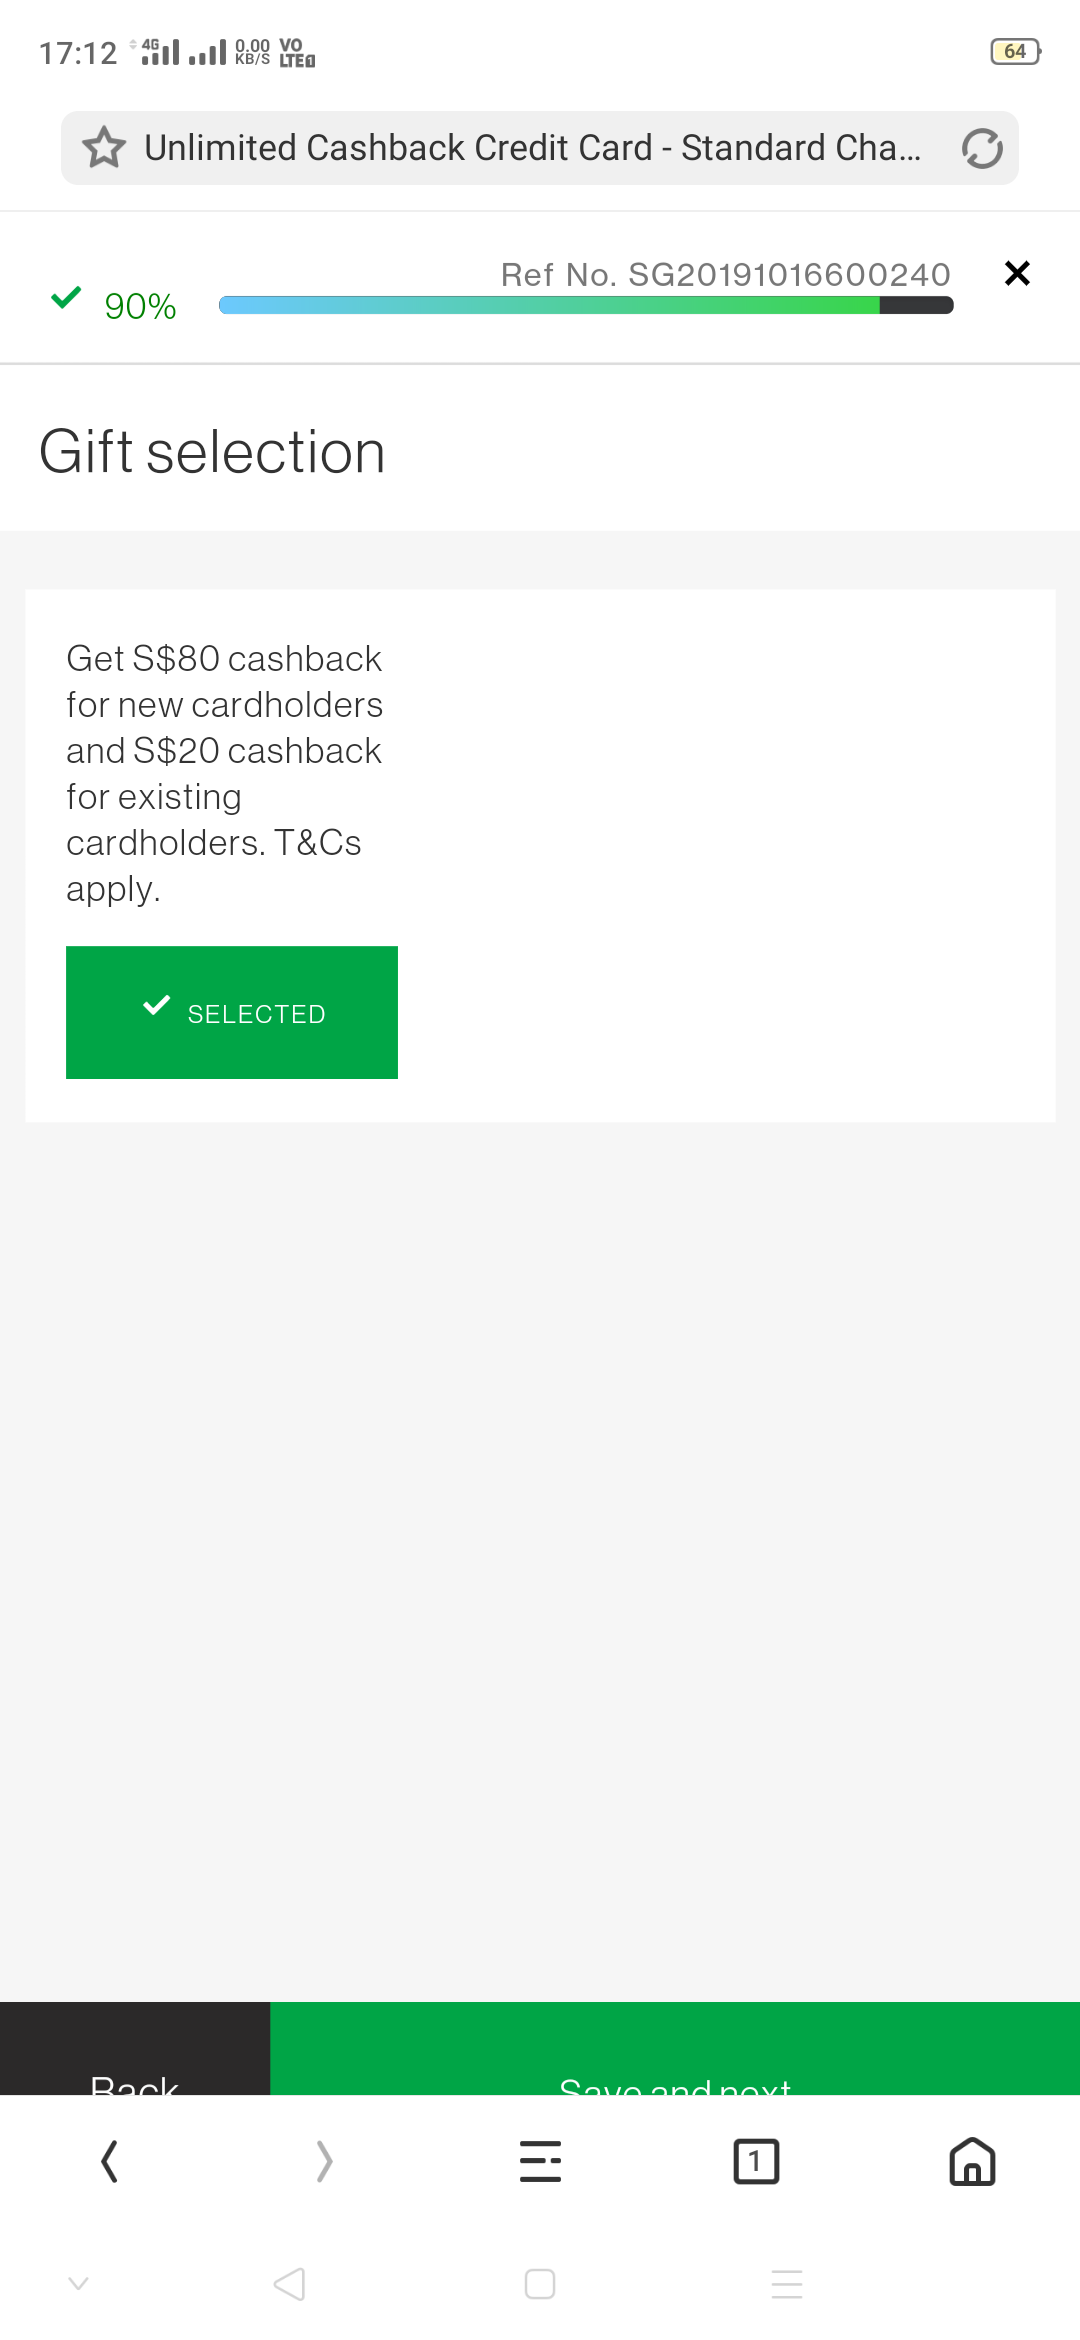 17:12 4G 0.00 KB/S VO LTE 64
Unlimited Cashback Credit Card - Standard Cha...
Ref No. SG20191016600240
90%
Gift selection
Get S$80 cashback
for new cardholders
and S$20 cashback
for existing
cardholders. T&Cs
apply.
SELECTED
Back
Save and next
1